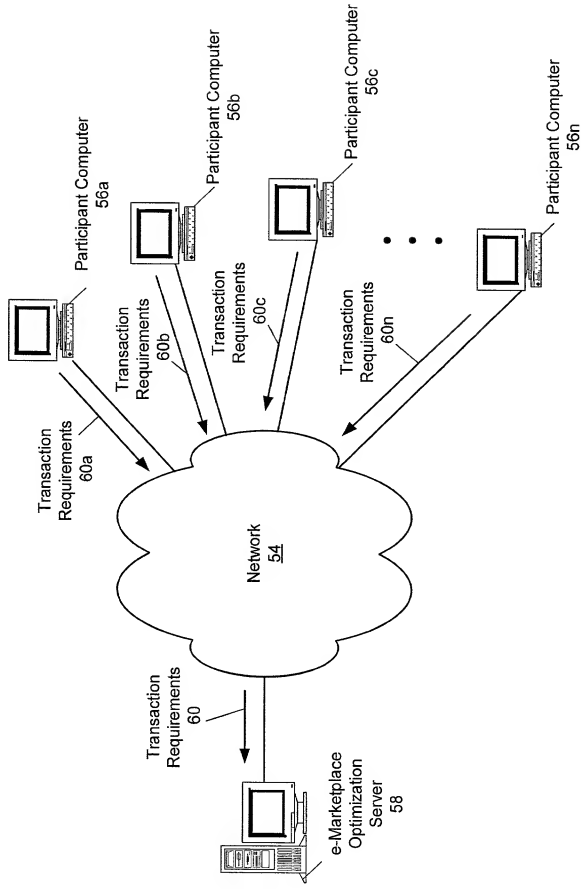 Participant Computer
56a
Participant Computer
56b
Participant Computer
56c
Participant Computer
56n
Transaction
Requirements
60a
Transaction
Requirements
60b
Transaction
Requirements
60c
Transaction
Requirements
60n
Network
54
Transaction
Requirements
60
e-Marketplace
Optimization
Server
58